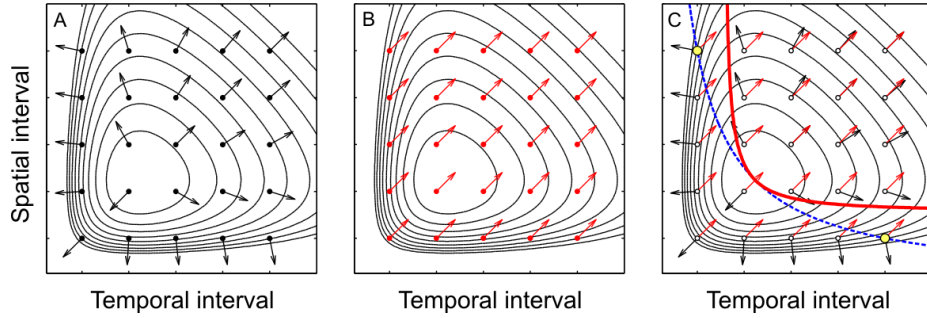 A
B
C
Spatial interval
Temporal interval
Temporal interval
Temporal interval